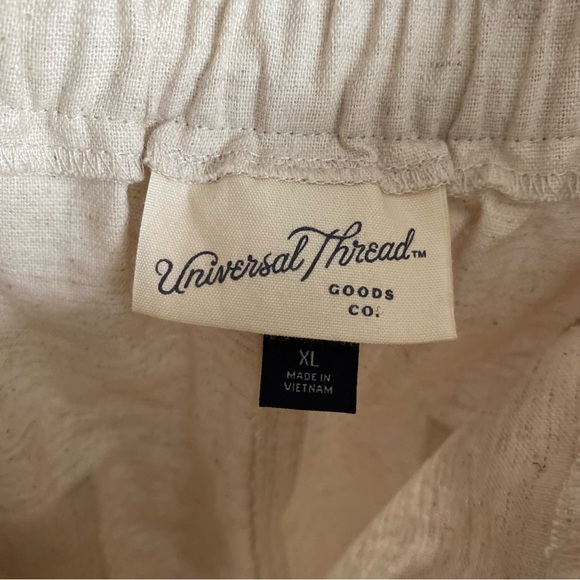 Universal Thread™
GOODS
CO.
XL
MADE IN
VIETNAM